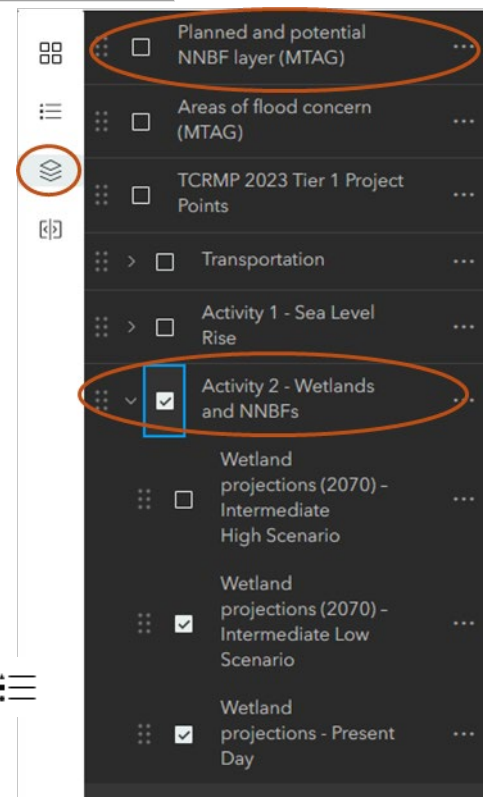 Planned and potential
NNBF layer (MTAG)
Areas of flood concern
(MTAG)
TCRMP 2023 Tier 1 Project
Points
Transportation
Activity 1 - Sea Level
Rise
Activity 2 - Wetlands
and NNBFs
Wetland
projections (2070) –
Intermediate
High Scenario
Wetland
projections (2070) –
Intermediate Low
Scenario
Wetland
projections - Present
Day